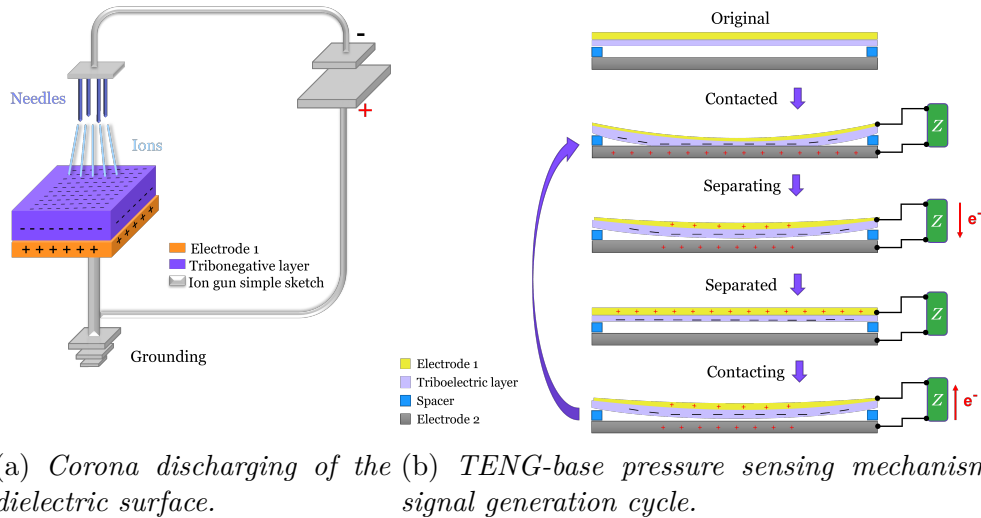 -
+
Needles
Ions
Electrode 1
Tribonegative layer
Ion gun simple sketch
Grounding
Original
Contacted
Z
Separating
Z
e-
Separated
Z
Contacting
Z
e-
Electrode 1
Triboelectric layer
Spacer
Electrode 2
(a) Corona discharging of the
dielectric surface.
(b) TENG-base pressure sensing mechanism
signal generation cycle.